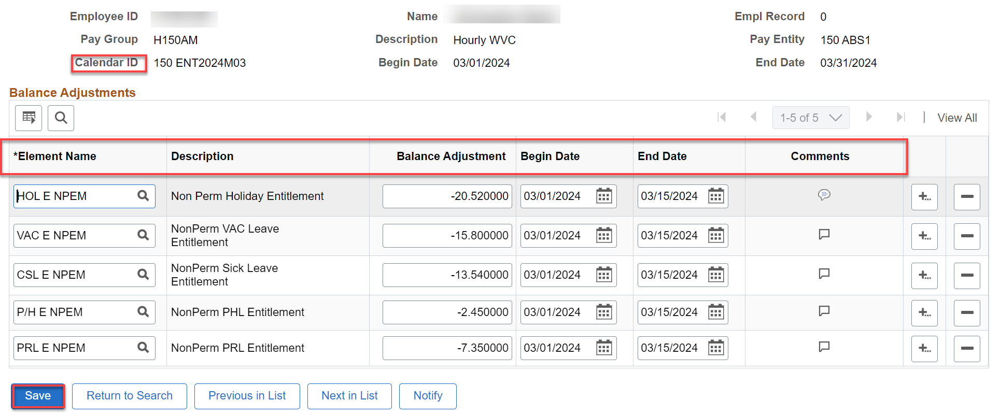 Employee ID Name Empl Record 0
Pay Group H150AM Description Hourly WVC Pay Entity 150 ABS1
Calendar ID 150 ENT2024M03 Begin Date 03/01/2024 End Date 03/31/2024
Balance Adjustments
1-5 of 5 | View All
*Element Name Description Balance Adjustment Begin Date End Date Comments
HOL E NPEM Non Perm Holiday Entitlement -20.520000 03/01/2024 03/15/2024
VAC E NPEM NonPerm VAC Leave Entitlement -15.800000 03/01/2024 03/15/2024
CSL E NPEM NonPerm Sick Leave Entitlement -13.540000 03/01/2024 03/15/2024
P/H E NPEM NonPerm PHL Entitlement -2.450000 03/01/2024 03/15/2024
PRL E NPEM NonPerm PRL Entitlement -7.350000 03/01/2024 03/15/2024
Save Return to Search Previous in List Next in List Notify